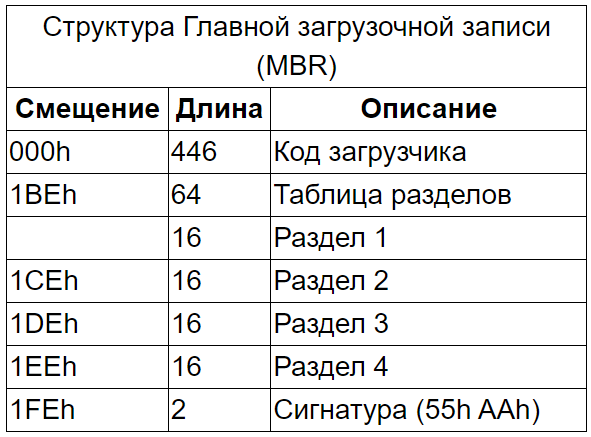 Структура Главной загрузочной записи
(MBR)
Смещение Длина Описание
000h 446 Код загрузчика
1BEh 64 Таблица разделов
16 Раздел 1
1CEh 16 Раздел 2
1DEh 16 Раздел 3
1EEh 16 Раздел 4
1FEh 2 Сигнатура (55h AAh)